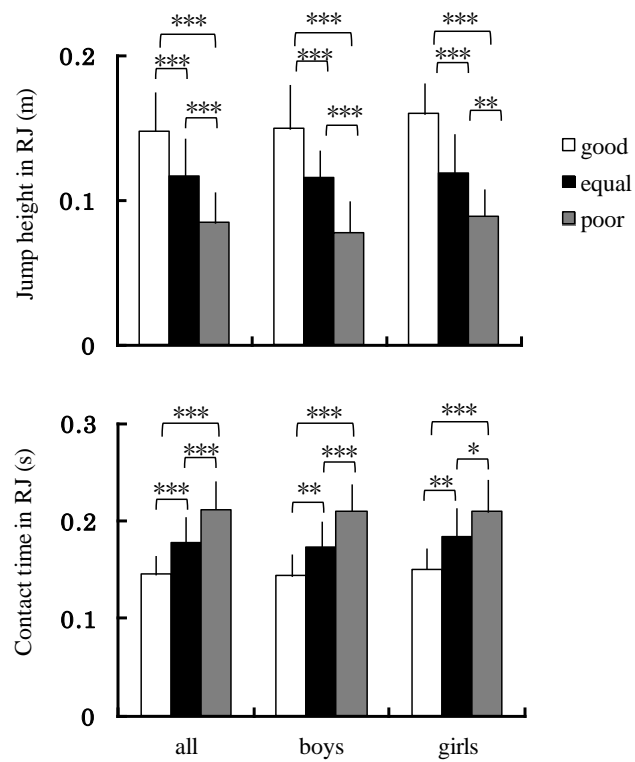 *** *** ***
0.2
*** *** ***
*** *** **
Jump height in RJ (m)
0.1
0
good
equal
poor
*** *** ***
0.3
*** *** *
*** ** **
Contact time in RJ (s)
0.2
0.1
0
all boys girls